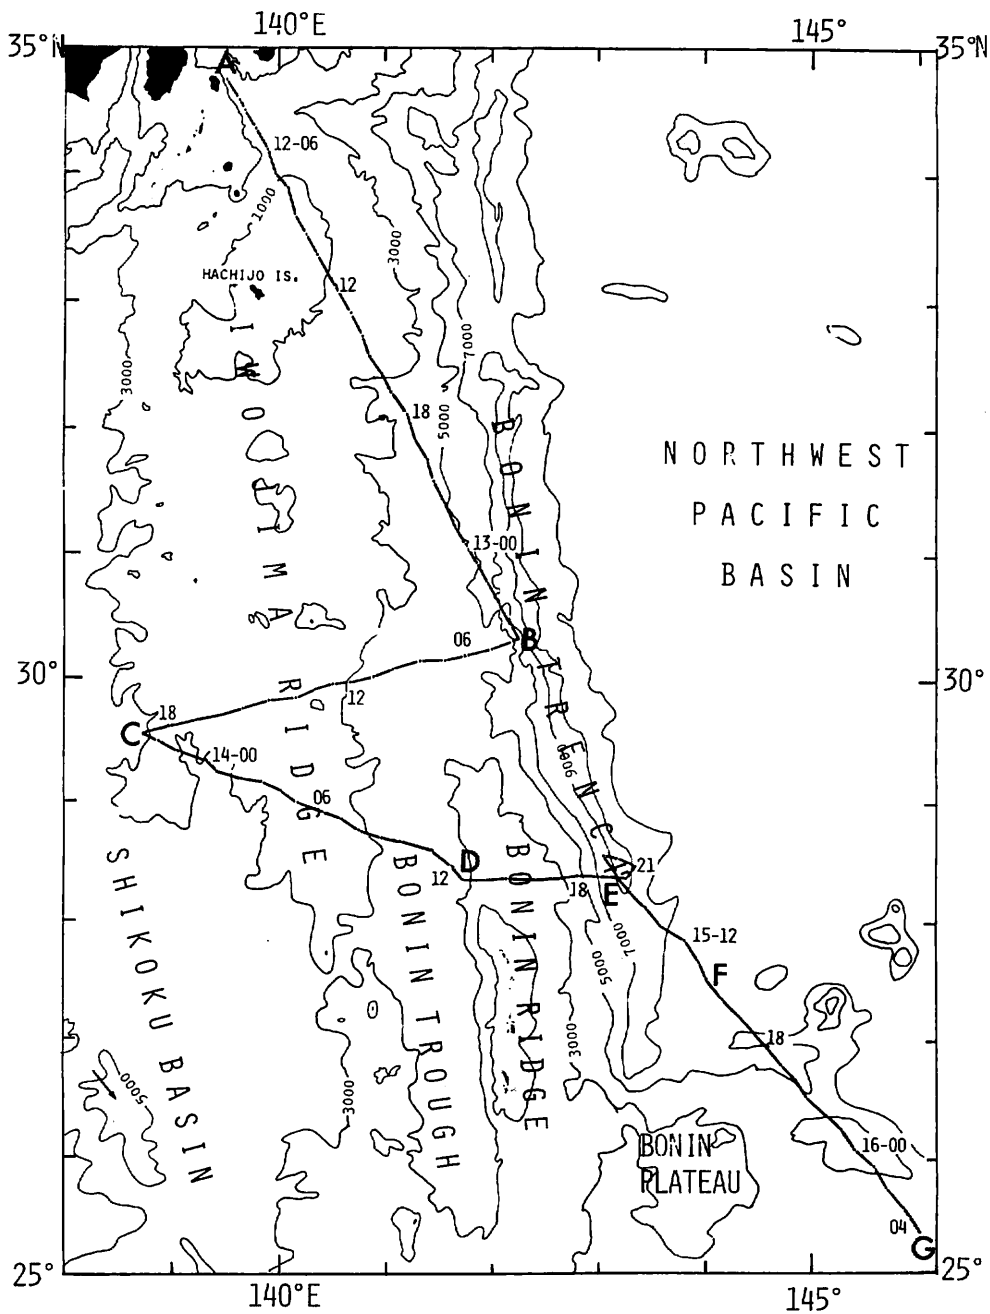 140°E
145°
35°N
35°N
A
12-06
1000
3000
HACHIJO IS.
12
7000
3000
18
5000
IWOJIMA RIDGE
BONIN TRENCH
NORTHWEST
PACIFIC
BASIN
13-00
B
06
30°
30°
12
18
C
14-00
9000
06
D
12
18
E
21
SHIKOKU BASIN
BONIN TROUGH
BONIN RIDGE
15-12
7000
5000
F
18
3000
3000
5000
BONIN
PLATEAU
16-00
04
G
25°
25°
140°E
145°